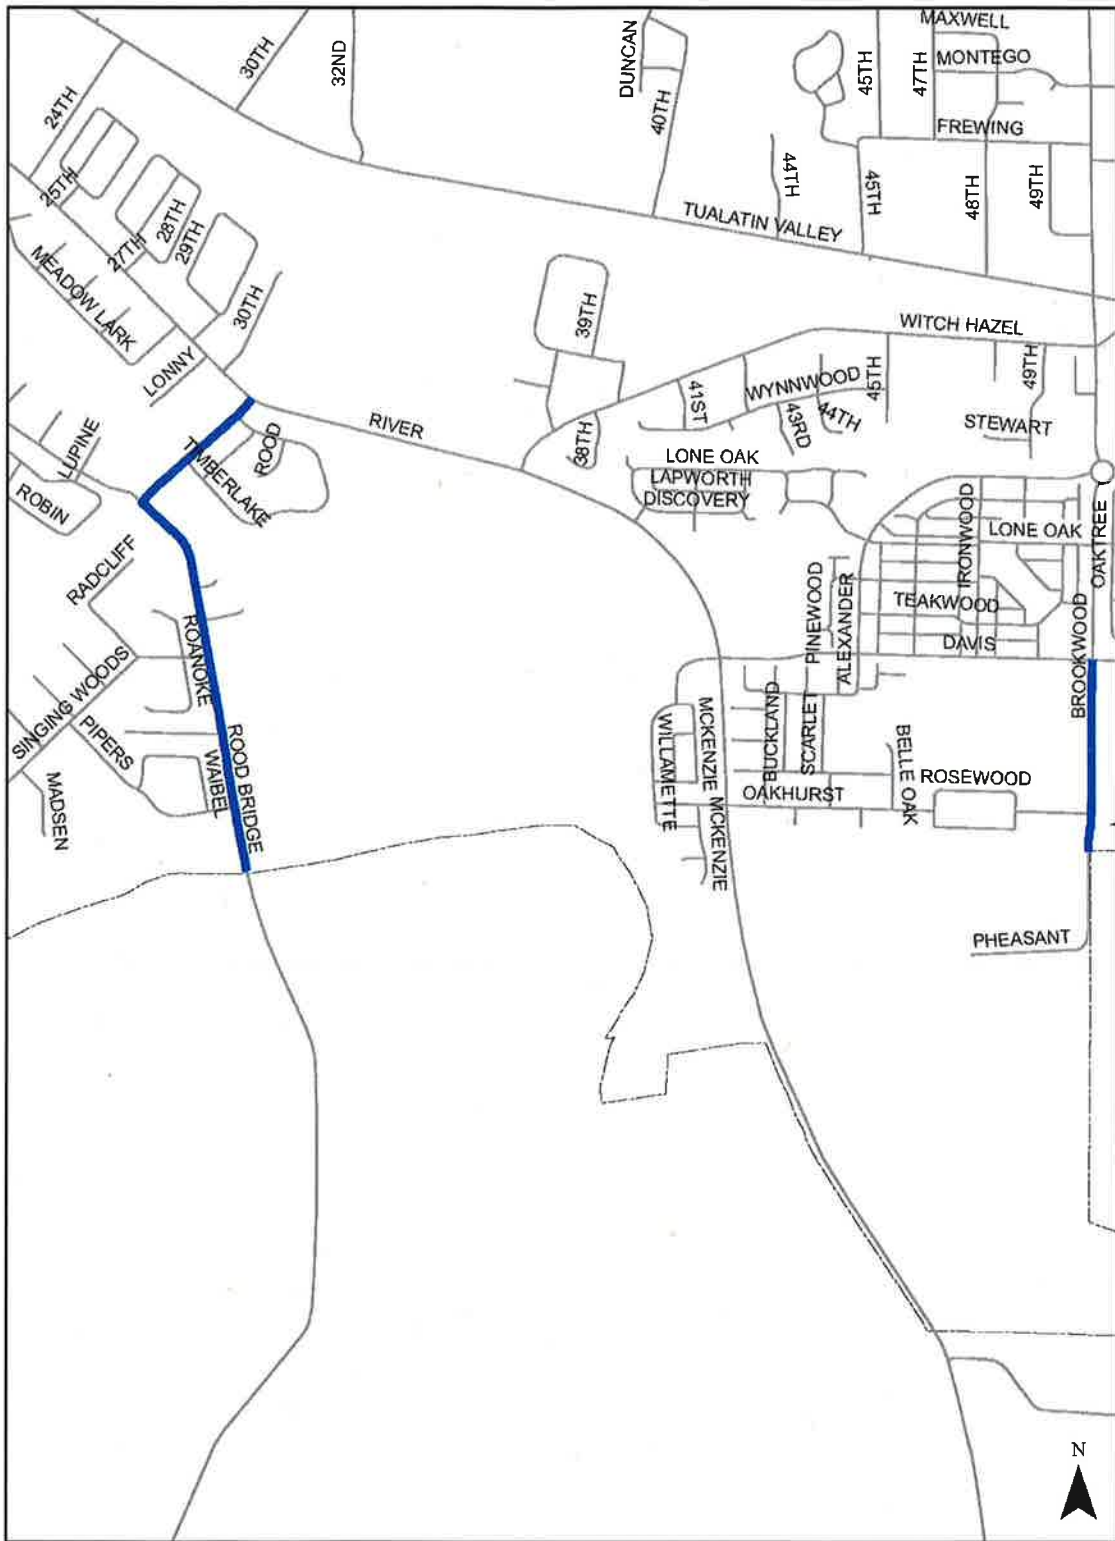 MAXWELL
30TH
32ND
DUNCAN
45TH
47TH
MONTEGO
24TH
40TH
FREWING
25TH
44TH
45TH
48TH
49TH
28TH
29TH
27TH
TUALATIN VALLEY
MEADOW LARK
30TH
39TH
WITCH HAZEL
LONNY
49TH
45TH
WYNNWOOD
41ST
43RD
44TH
RIVER
STEWART
38TH
ROOD
LUPINE
TIMBERLAKE
LONE OAK
LAPWORTH
DISCOVERY
ROBIN
IRONWOOD
LONE OAK
OAKTREE
RADCLIFF
PINEWOOD
ALEXANDER
TEAKWOOD
DAVIS
BROOKWOOD
ROANOKE
SINGING WOODS
PIPERS
MCKENZIE
WILLAMETTE
BUCKLAND
SCARLET
ROOD BRIDGE
WAIBEL
BELLE OAK
ROSEWOOD
OAKHURST
MADSEN
MCKENZIE
PHEASANT
N